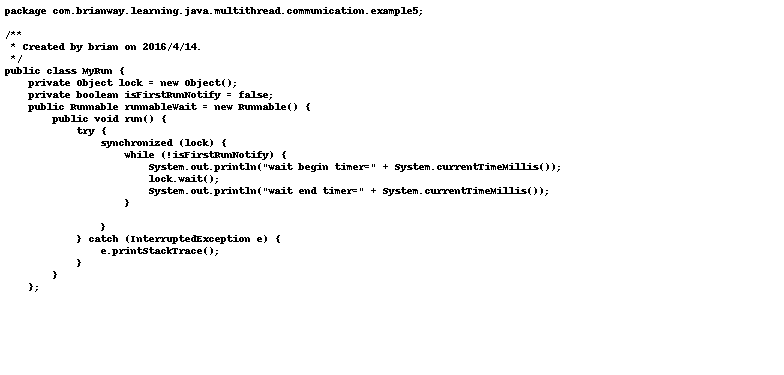 package com.brianway.learning.java.multithread.communication.example5;

/**
 * Created by brian on 2016/4/14.
 */
public class MyRun {
    private Object lock = new Object();
    private boolean isFirstRunNotify = false;
    public Runnable runnableWait = new Runnable() {
        public void run() {
            try {
                synchronized (lock) {
                    while (!isFirstRunNotify) {
                        System.out.println("wait begin timer=" + System.currentTimeMillis());
                        lock.wait();
                        System.out.println("wait end timer=" + System.currentTimeMillis());
                    }

                }
            } catch (InterruptedException e) {
                e.printStackTrace();
            }
        }
    };